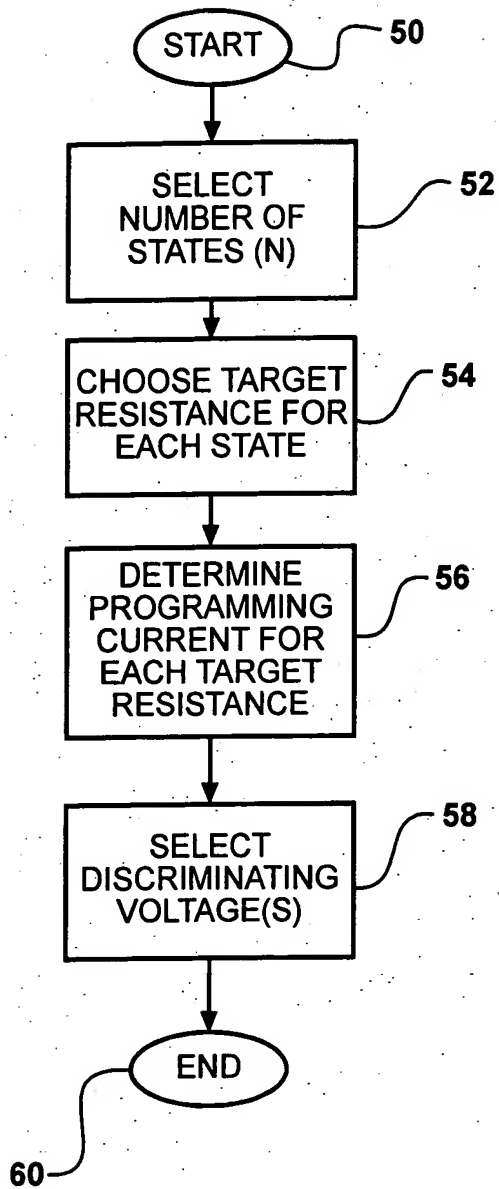 START
50
SELECT
NUMBER OF
STATES (N)
52
CHOOSE TARGET
RESISTANCE FOR
EACH STATE
54
DETERMINE
PROGRAMMING
CURRENT FOR
EACH TARGET
RESISTANCE
56
SELECT
DISCRIMINATING
VOLTAGE(S)
58
END
60